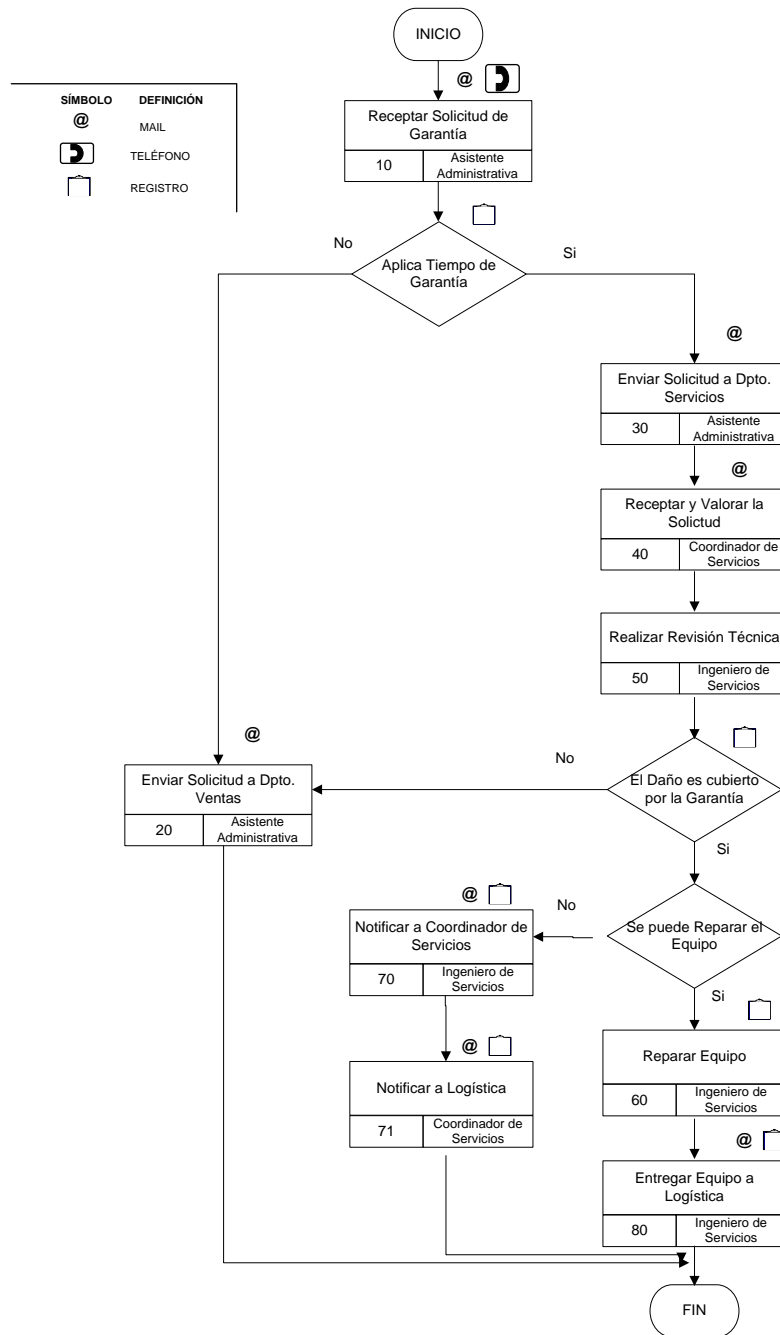 INICIO
@
SÍMBOLO DEFINICIÓN
@ MAIL
TELÉFONO
REGISTRO
Receptar Solicitud de
Garantía
10 Asistente
Administrativa
No
Aplica Tiempo de
Garantía
Si
@
Enviar Solicitud a Dpto.
Servicios
30 Asistente
Administrativa
@
Receptar y Valorar la
Solictud
40 Coordinador de
Servicios
Realizar Revisión Técnica
50 Ingeniero de
Servicios
@
Enviar Solicitud a Dpto.
Ventas
20 Asistente
Administrativa
No
El Daño es cubierto
por la Garantía
Si
@
Notificar a Coordinador de
Servicios
70 Ingeniero de
Servicios
No
Se puede Reparar el
Equipo
Si
@
Notificar a Logística
71 Coordinador de
Servicios
Reparar Equipo
60 Ingeniero de
Servicios
@
Entregar Equipo a
Logística
80 Ingeniero de
Servicios
FIN